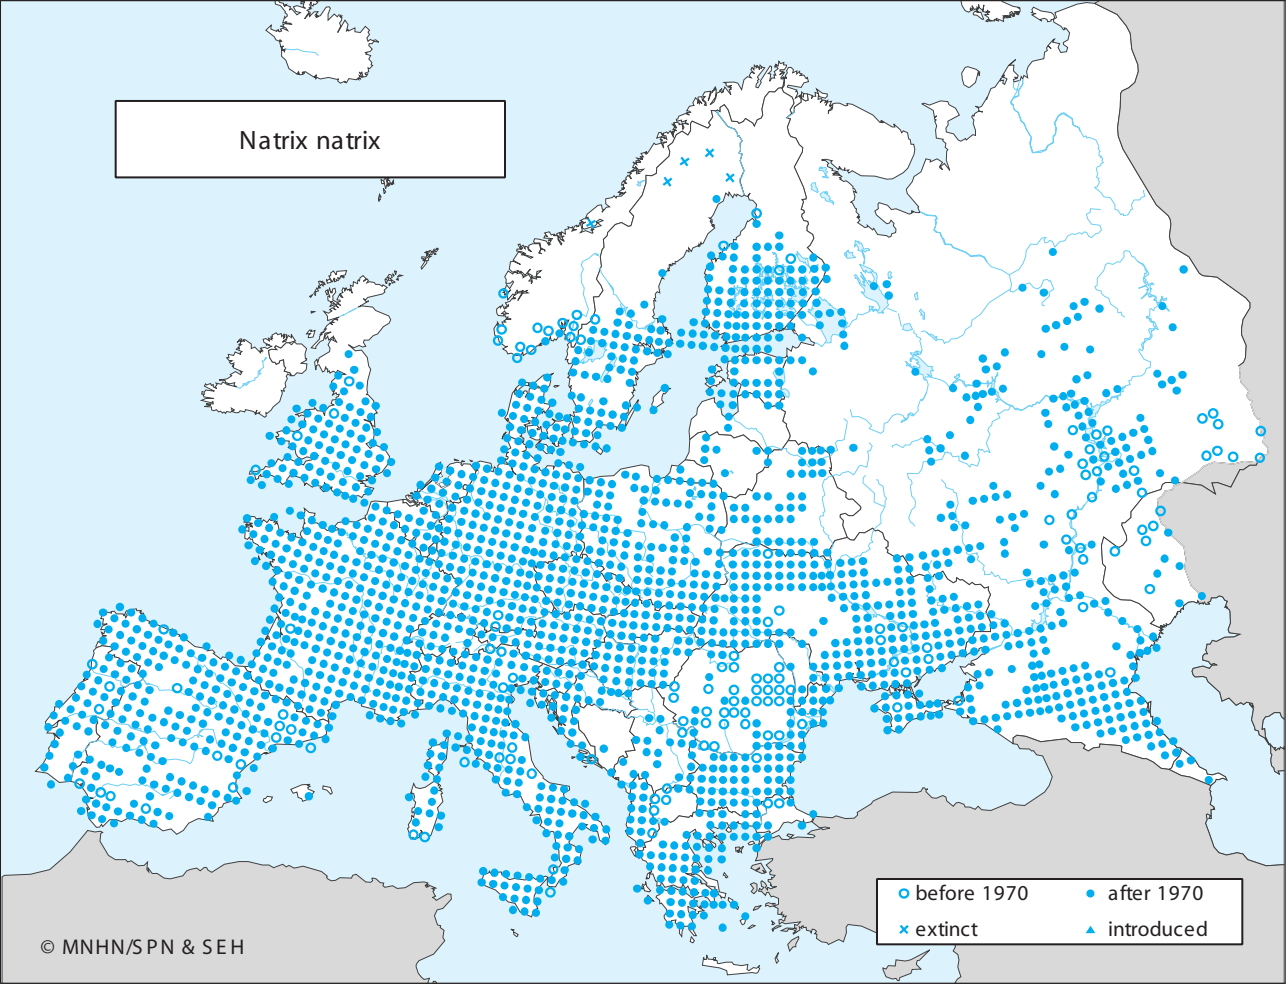 Natrix natrix
before 1970
after 1970
extinct
introduced
© MNHN/SPN & SEH